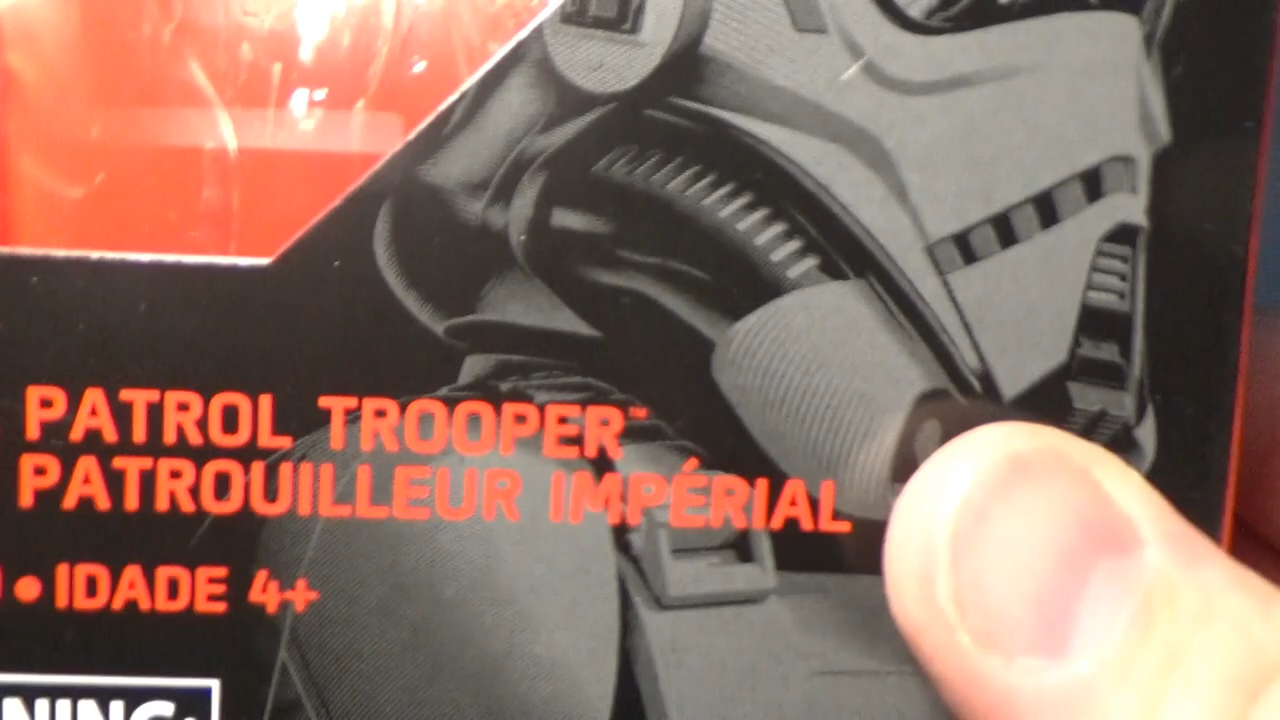 PATROL TROOPER™
PATROUILLEUR IMPÉRIAL
• IDADE 4+